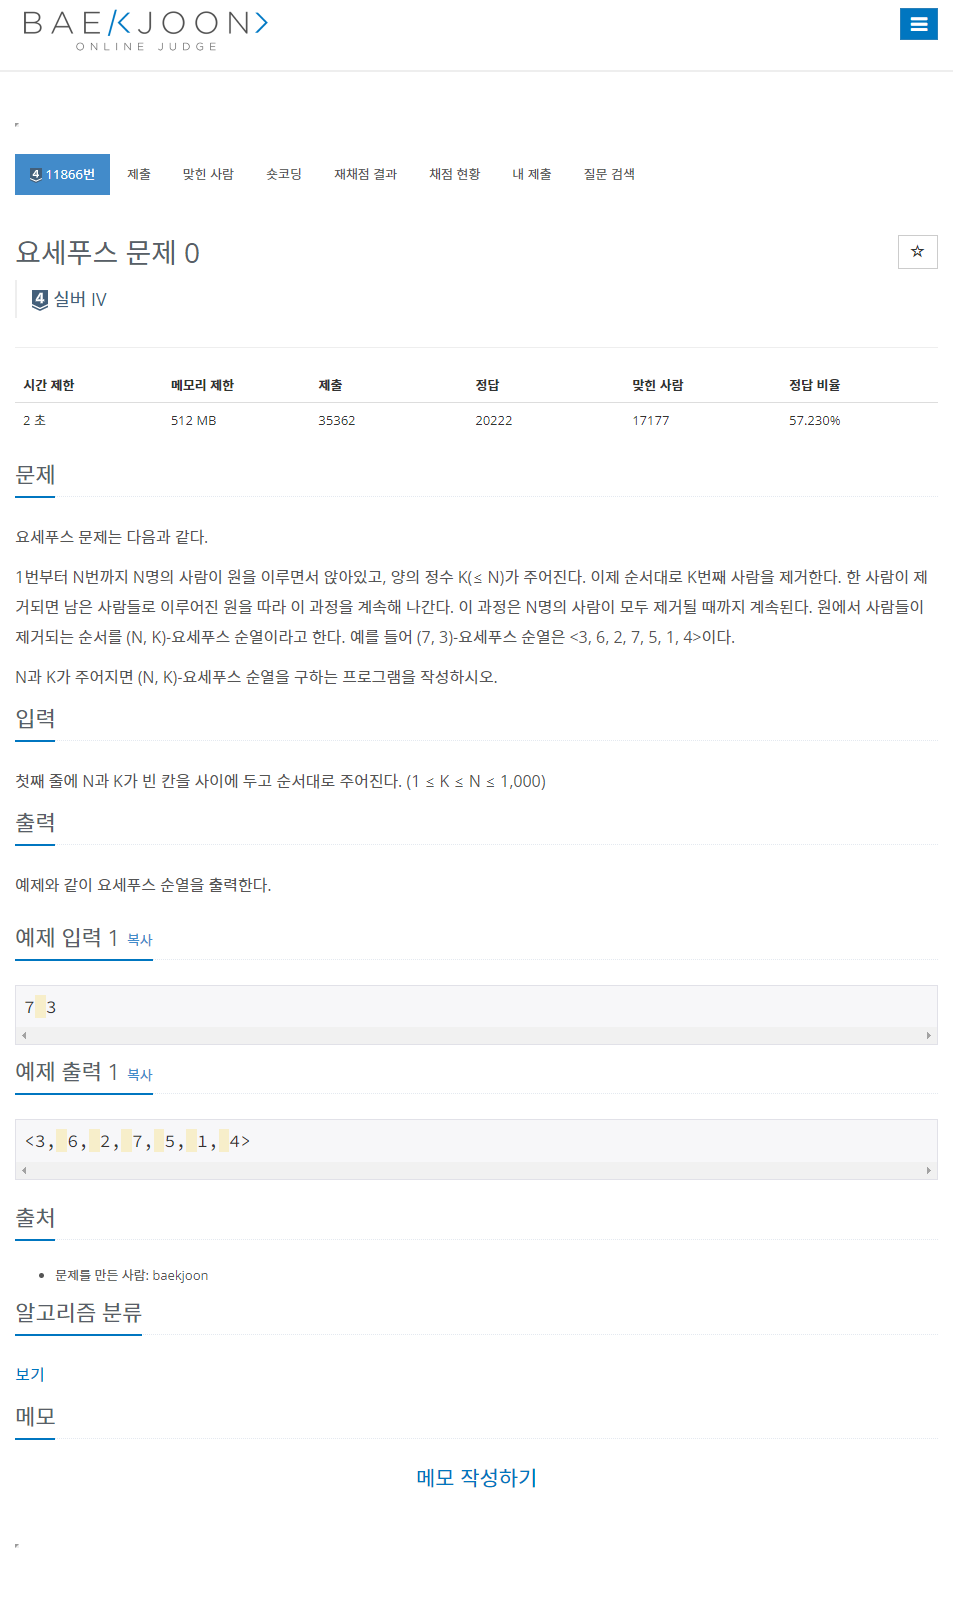 BAEKJOON>
ONLINE JUDGE
4 11866번 제출 맞힌 사람 숏코딩 재채점 결과 채점 현황 내 제출 질문 검색
요세푸스 문제 0
☆
4 실버 IV
시간 제한 메모리 제한 제출 정답 맞힌 사람 정답 비율
2 초 512 MB 35362 20222 17177 57.230%
문제
요세푸스 문제는 다음과 같다.
1번부터 N번까지 N명의 사람이 원을 이루면서 앉아있고, 양의 정수 K(≤ N)가 주어진다. 이제 순서대로 K번째 사람을 제거한다. 한 사람이 제
거되면 남은 사람들로 이루어진 원을 따라 이 과정을 계속해 나간다. 이 과정은 N명의 사람이 모두 제거될 때까지 계속된다. 원에서 사람들이
제거되는 순서를 (N, K)-요세푸스 순열이라고 한다. 예를 들어 (7, 3)-요세푸스 순열은 <3, 6, 2, 7, 5, 1, 4>이다.
N과 K가 주어지면 (N, K)-요세푸스 순열을 구하는 프로그램을 작성하시오.
입력
첫째 줄에 N과 K가 빈 칸을 사이에 두고 순서대로 주어진다. (1 ≤ K ≤ N ≤ 1,000)
출력
예제와 같이 요세푸스 순열을 출력한다.
예제 입력 1 복사
7 3
예제 출력 1 복사
<3, 6, 2, 7, 5, 1, 4>
출처
• 문제를 만든 사람: baekjoon
알고리즘 분류
보기
메모
메모 작성하기